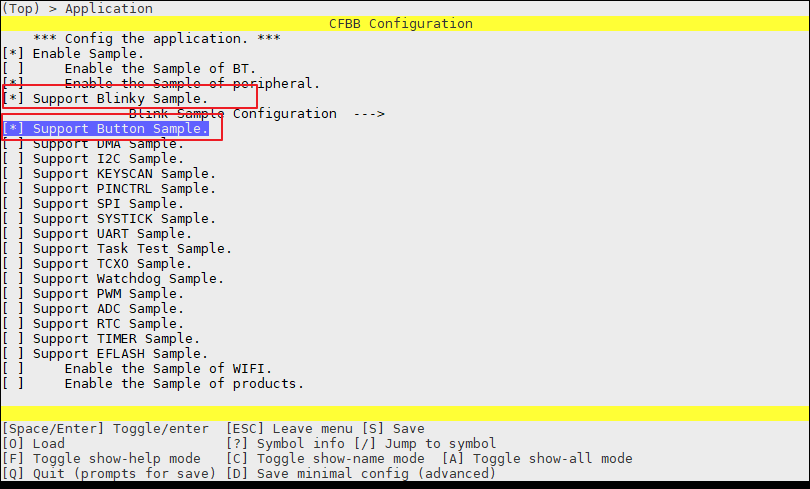 (Top) > Application
CFBB Configuration
*** Config the application. ***
[*] Enable Sample.
[ ] Enable the Sample of BT.
[*] Enable the Sample of peripheral.
[*] Support Blinky Sample.
Blink Sample Configuration --->
[*] Support Button Sample.
[ ] Support DMA Sample.
[ ] Support I2C Sample.
[ ] Support KEYSCAN Sample.
[ ] Support PINCTRL Sample.
[ ] Support SPI Sample.
[ ] Support SYSTICK Sample.
[ ] Support UART Sample.
[ ] Support Task Test Sample.
[ ] Support TCXO Sample.
[ ] Support Watchdog Sample.
[ ] Support PWM Sample.
[ ] Support ADC Sample.
[ ] Support RTC Sample.
[ ] Support TIMER Sample.
[ ] Support EFLASH Sample.
[ ] Enable the Sample of WIFI.
[ ] Enable the Sample of products.
[Space/Enter] Toggle/enter [ESC] Leave menu [S] Save
[O] Load [?] Symbol info [/] Jump to symbol
[F] Toggle show-help mode [C] Toggle show-name mode [A] Toggle show-all mode
[Q] Quit (prompts for save) [D] Save minimal config (advanced)